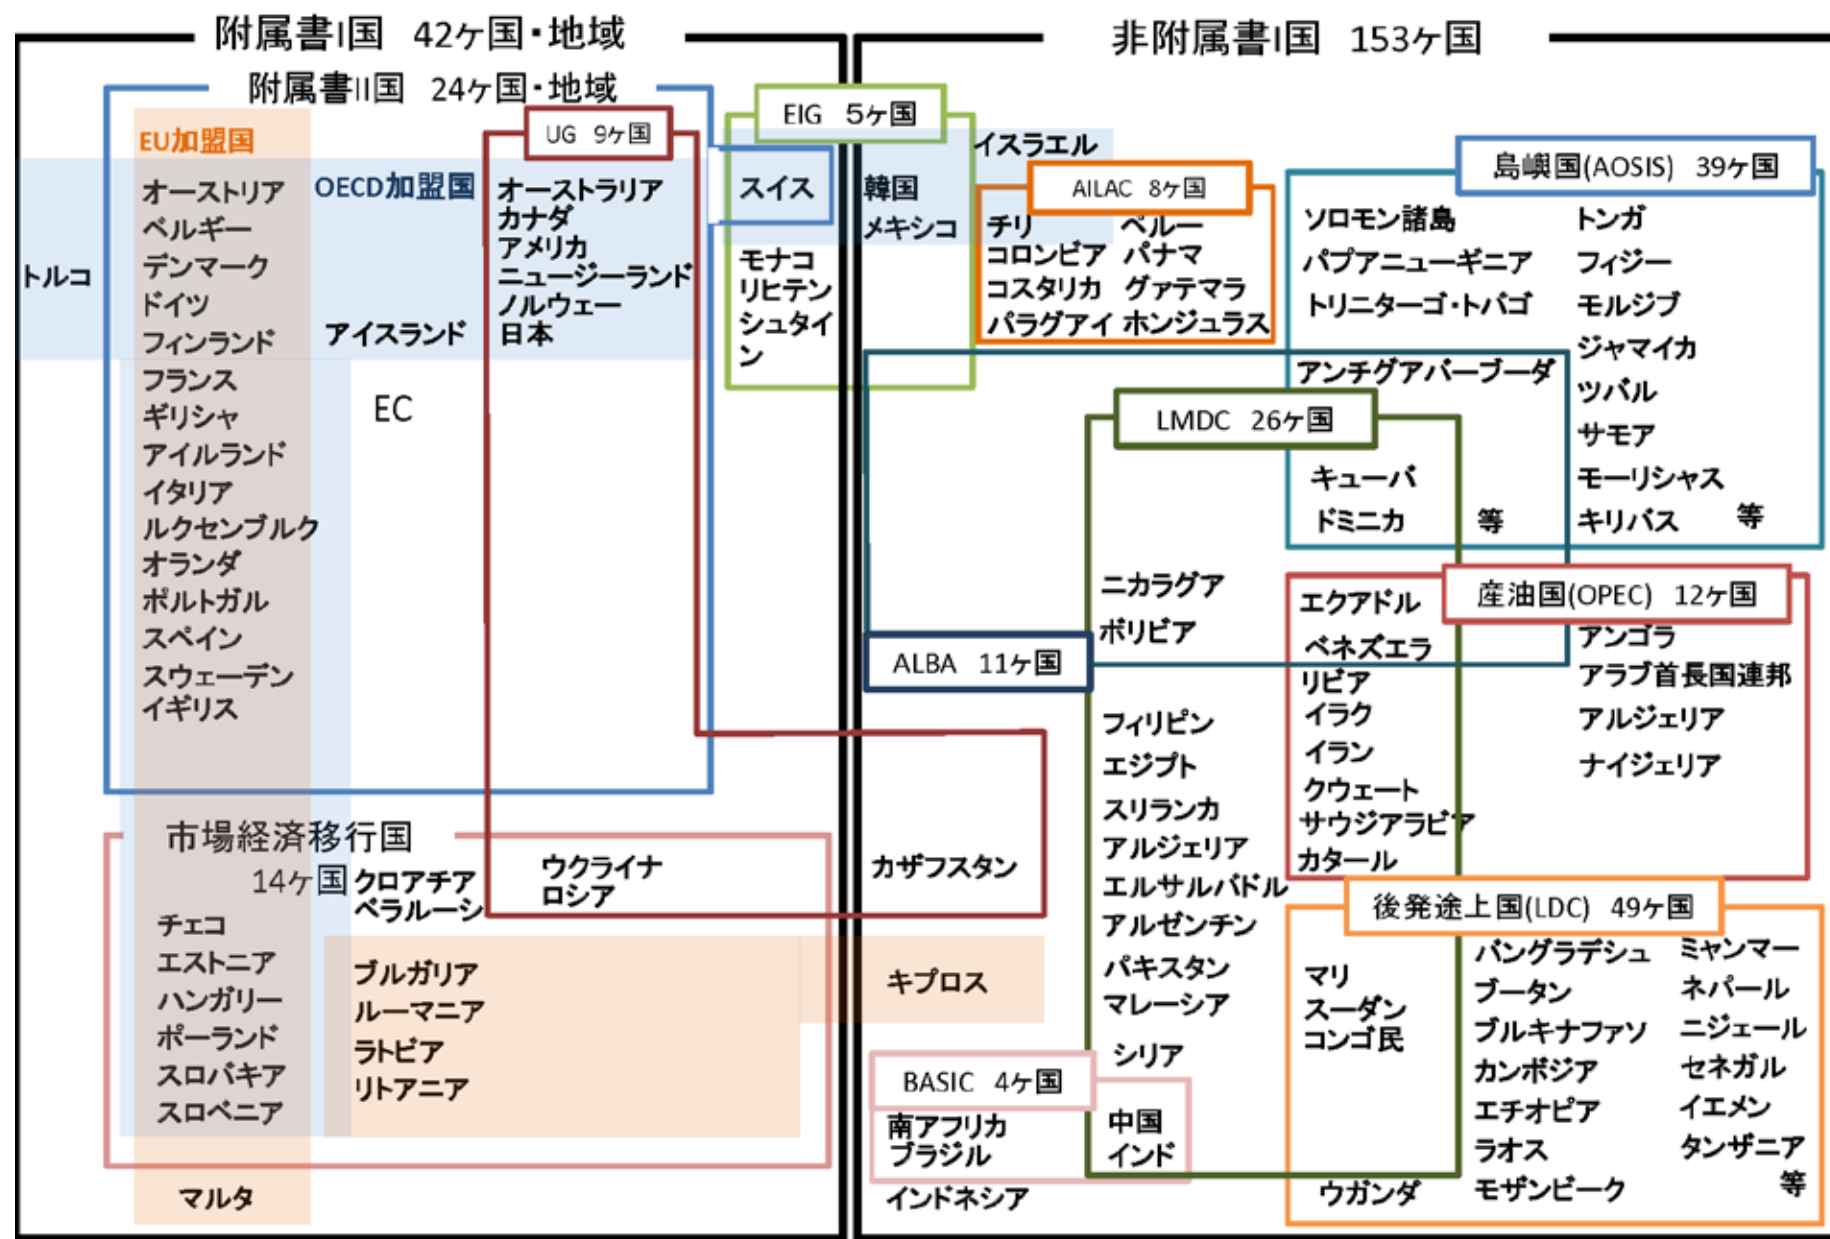 附属書I国 42ヶ国・地域
附属書II国 24ヶ国・地域
EU加盟国
UG 9ヶ国
OECD加盟国
オーストリア
ベルギー
デンマーク
ドイツ
フィンランド
フランス
ギリシャ
アイルランド
イタリア
ルクセンブルク
オランダ
ポルトガル
スペイン
スウェーデン
イギリス
トルコ
アイスランド
EC
オーストラリア
カナダ
アメリカ
ニュージーランド
ノルウェー
日本
市場経済移行国
14ヶ国
クロアチア
ベラルーシ
ウクライナ
ロシア
チェコ
エストニア
ハンガリー
ポーランド
スロバキア
スロベニア
ブルガリア
ルーマニア
ラトビア
リトアニア
マルタ
EIG 5ヶ国
スイス
モナコ
リヒテン
シュタイ
ン
韓国
メキシコ
非附属書I国 153ヶ国
イスラエル
AILAC 8ヶ国
チリ ペルー
コロンビア パナマ
コスタリカ グァテマラ
パラグアイ ホンジュラス
島嶼国(AOSIS) 39ヶ国
ソロモン諸島
パプアニューギニア
トリニターゴ・トバゴ
アンチグアバーブーダ
キューバ
ドミニカ 等
トンガ
フィジー
モルジブ
ジャマイカ
ツバル
サモア
モーリシャス
キリバス 等
LMDC 26ヶ国
ALBA 11ヶ国
ニカラグア
ボリビア
フィリピン
エジプト
スリランカ
アルジェリア
エルサルバドル
アルゼンチン
パキスタン
マレーシア
シリア
産油国(OPEC) 12ヶ国
エクアドル
ベネズエラ
リビア
イラク
イラン
クウェート
サウジアラビア
カタール
アンゴラ
アラブ首長国連邦
アルジェリア
ナイジェリア
カザフスタン
キプロス
BASIC 4ヶ国
南アフリカ
ブラジル
中国
インド
インドネシア
後発途上国(LDC) 49ヶ国
マリ
スーダン
コンゴ民
ウガンダ
バングラデシュ
ブータン
ブルキナファソ
カンボジア
エチオピア
ラオス
モザンビーク
ミャンマー
ネパール
ニジェール
セネガル
イエメン
タンザニア
等